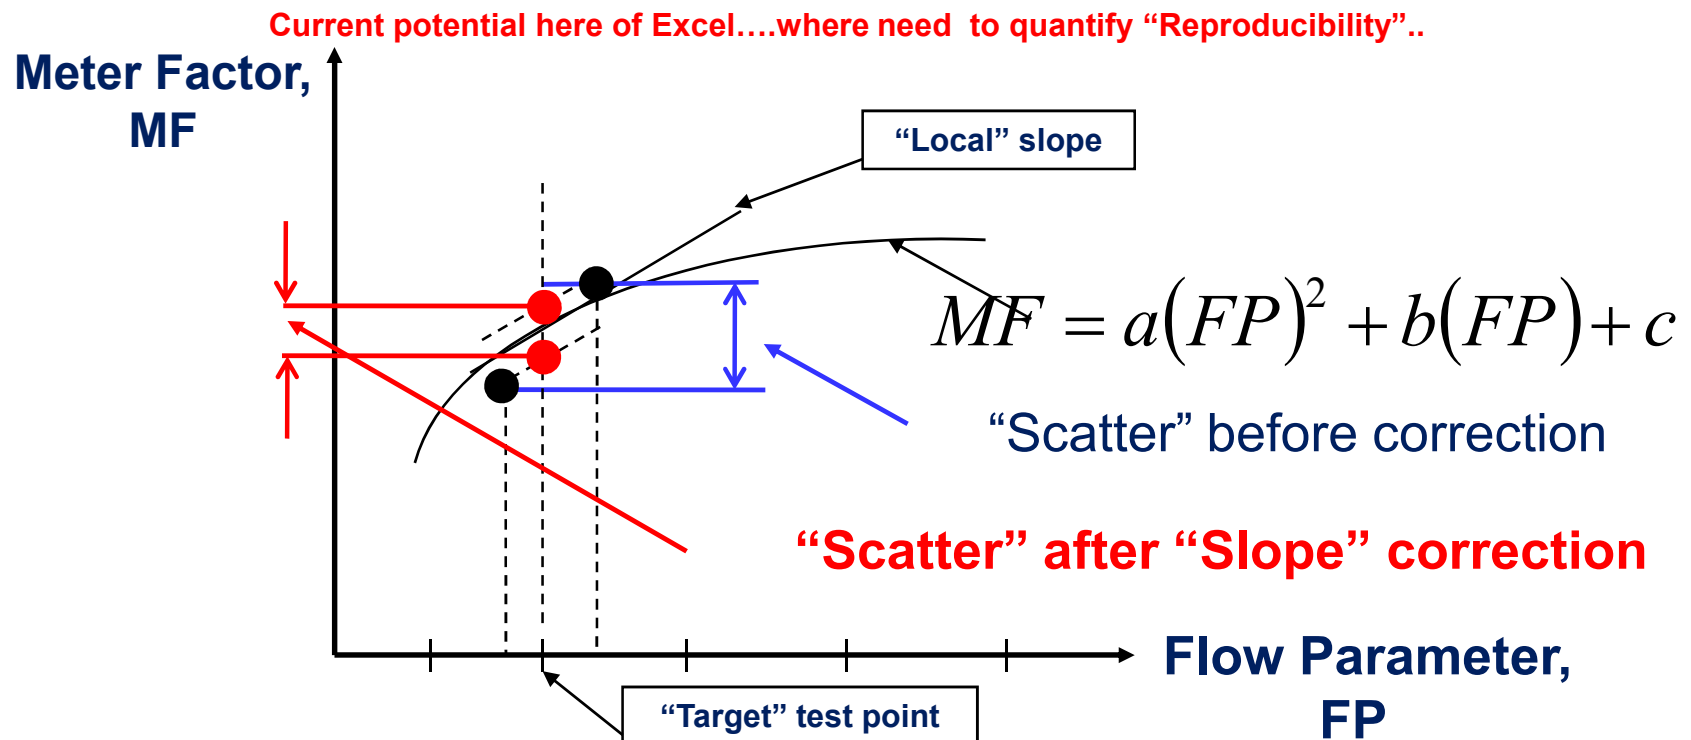 Current potential here of Excel….where need  to quantify “Reproducibility”..
Meter Factor,
MF
“Local” slope
MF = a(FP)² + b(FP) + c
“Scatter” before correction
“Scatter” after “Slope” correction
Flow Parameter,
FP
“Target” test point